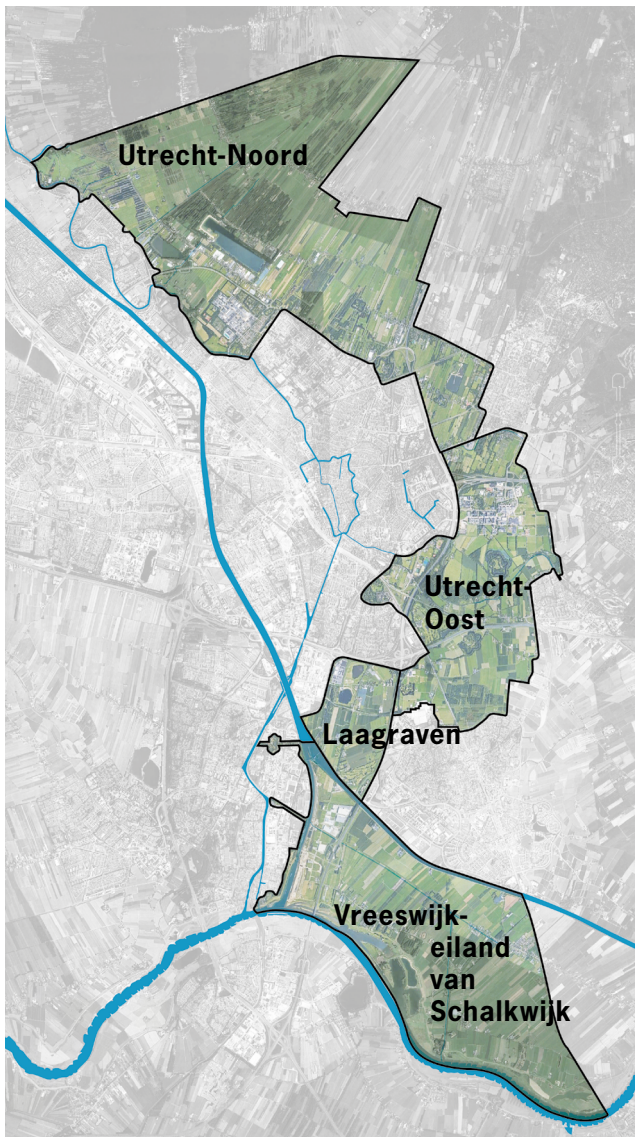 Utrecht-Noord
Utrecht-
Oost
Laagraven
Vreeswijk-
eiland
van
Schalkwijk